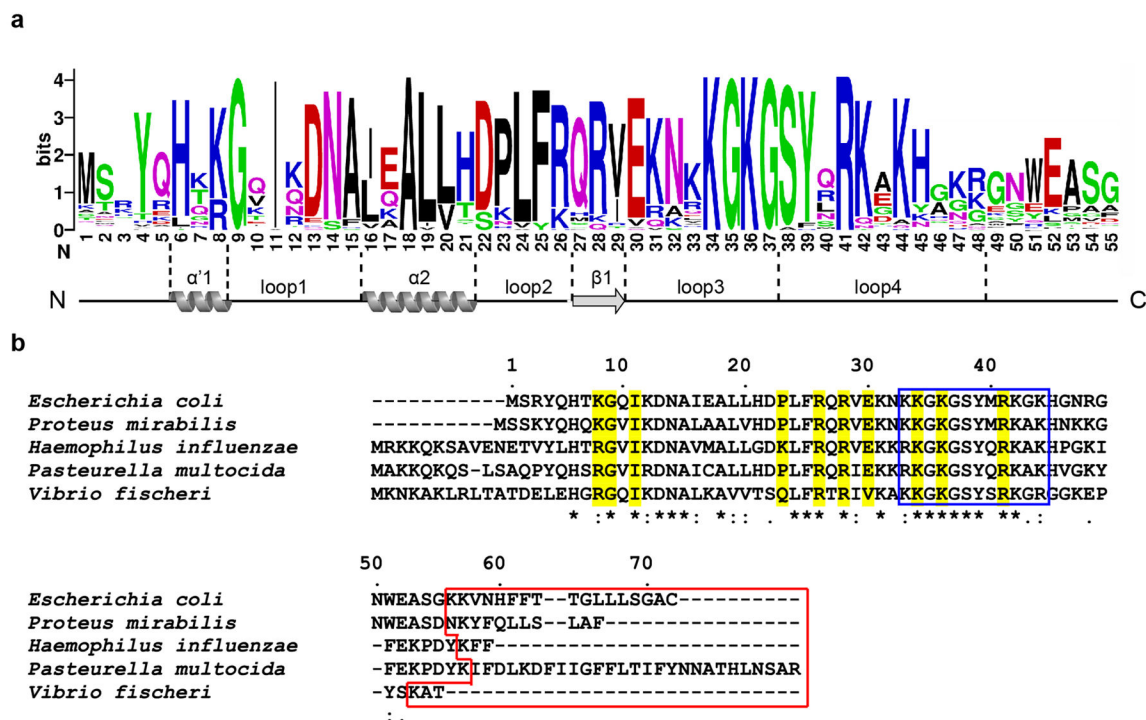 a
bits
4
3
2
1
0
N
1 2 3 4 5 6 7 8 9 10 11 12 13 14 15 16 17 18 19 20 21 22 23 24 25 26 27 28 29 30 31 32 33 34 35 36 37 38 39 40 41 42 43 44 45 46 47 48 49 50 51 52 53 54 55
N α'1 loop1 α2 loop2 β1 loop3 loop4 C
b
1 10 20 30 40
Escherichia coli -----------MSRYQHTKGQIKDNAIEALLHDPLFRQRVEKNKKGKGSYMRKGKHGNRG
Proteus mirabilis ----------MSSKYQHQKGVIKDNALAALVHDPLFRQRVEKNKKGKGSYMRKAKHNKKG
Haemophilus influenzae MRKKQKSAVENETVYLHTRGVIKDNAVMALLGDKLFRQRVEKKRKGKGSYMRKAKHPGKI
Pasteurella multocida MAKKQKQS-LSAQPYQHSRGVIRDNAICALLHDPLFRQRIEKKRKGKGSYQRKAKHVGKY
Vibrio fischeri MKNKAKLRLTATDELEHGRGQIKDNALKAVVTSQLFRTRIVKAKKGKGSYSRKGRGGKEP
* :* * *** *:: . *** *: * :****** **.: .
50 60 70
Escherichia coli NWEASGKKVNHFFT--TGLLLLSGAC----------
Proteus mirabilis NWEASDNKYFQLLS--LAF----------------
Haemophilus influenzae -FEKPDYKFF-------------------------
Pasteurella multocida -FEKPDYKIFDLKDFIIGFFLTIFYNNATHLNSAR
Vibrio fischeri -YSKAT-----------------------------
:.